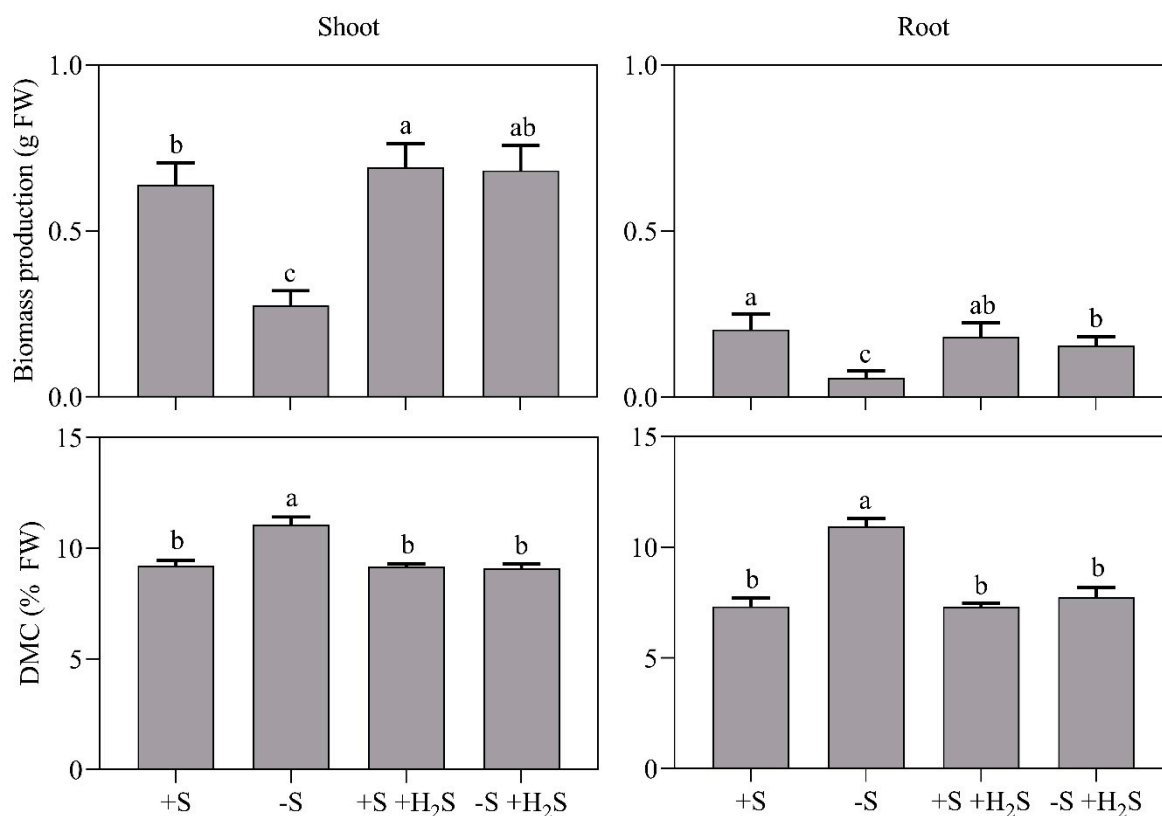 Shoot
Root
Biomass production (g FW)
1.0
0.5
0.0
b
c
a
ab
1.0
0.5
0.0
a
c
ab
b
DMC (% FW)
15
10
5
0
b
a
b
b
15
10
5
0
b
a
b
b
+S -S +S +H₂S -S +H₂S
+S -S +S +H₂S -S +H₂S